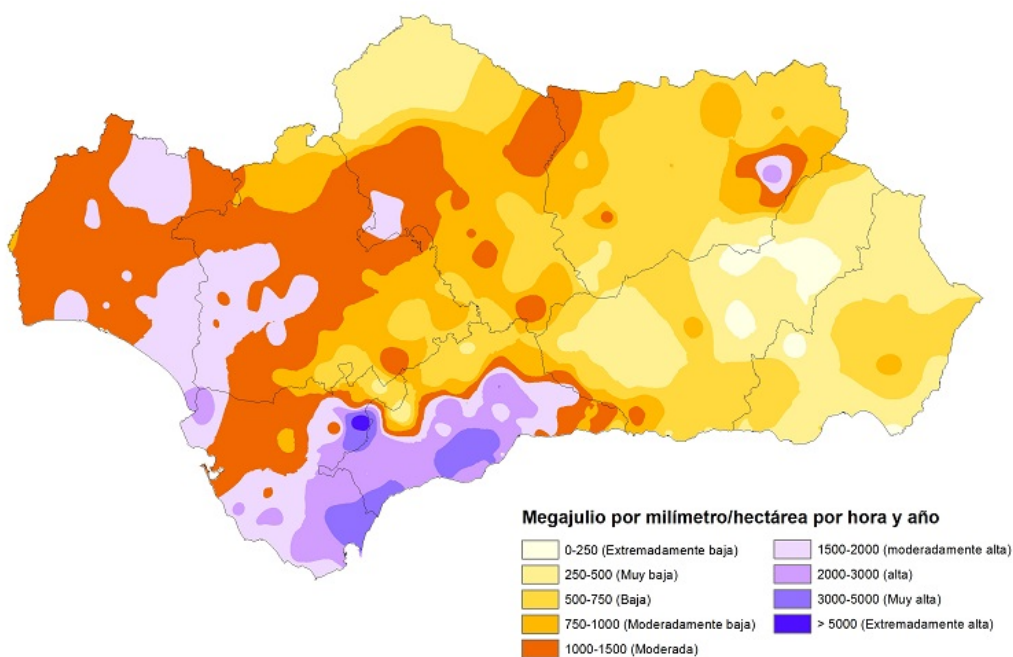 Megajulio por milímetro/hectárea por hora y año
0-250 (Extremadamente baja)
250-500 (Muy baja)
500-750 (Baja)
750-1000 (Moderadamente baja)
1000-1500 (Moderada)
1500-2000 (moderadamente alta)
2000-3000 (alta)
3000-5000 (Muy alta)
> 5000 (Extremadamente alta)